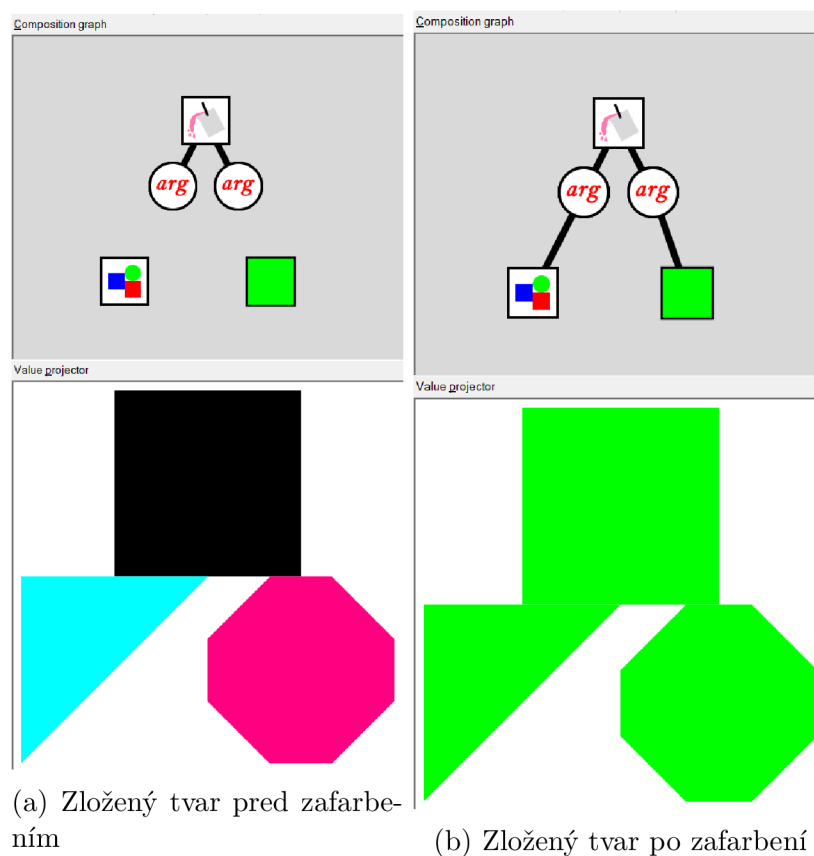 Composition graph
arg arg
Value projector
(a) Zložený tvar pred zafarbe-
ním
Composition graph
arg arg
Value projector
(b) Zložený tvar po zafarbení